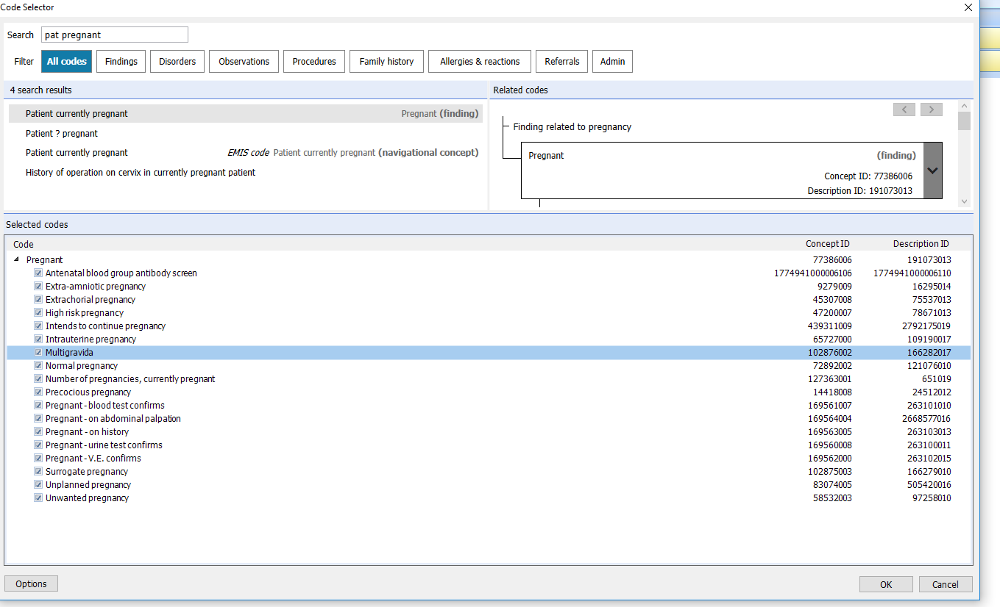 Code Selector
Search pat pregnant
Filter All codes Findings Disorders Observations Procedures Family history Allergies & reactions Referrals Admin
4 search results
Patient currently pregnant Pregnant (finding)
Patient ? pregnant
Patient currently pregnant EMIS code Patient currently pregnant (navigational concept)
History of operation on cervix in currently pregnant patient
Related codes
Finding related to pregnancy
Pregnant (finding)
Concept ID: 77386006
Description ID: 191073013
Selected codes
Code Concept ID Description ID
Pregnant 77386006 191073013
Antenatal blood group antibody screen 1774941000006106 1774941000006110
Extra-amniotic pregnancy 9279009 16295014
Extrachorial pregnancy 45307008 75537013
High risk pregnancy 47200007 78671013
Intends to continue pregnancy 439311009 2792175019
Intrauterine pregnancy 65727000 109190017
Multigravida 102876002 166282017
Normal pregnancy 72892002 121076010
Number of pregnancies, currently pregnant 127363001 651019
Precocious pregnancy 14418008 24512012
Pregnant - blood test confirms 169561007 263101010
Pregnant - on abdominal palpation 169564004 2668577016
Pregnant - on history 169563005 263103013
Pregnant - urine test confirms 169560008 263100011
Pregnant - V.E. confirms 169562000 263102015
Surrogate pregnancy 102875003 166279010
Unplanned pregnancy 83074005 505420016
Unwanted pregnancy 58532003 97258010
Options OK Cancel